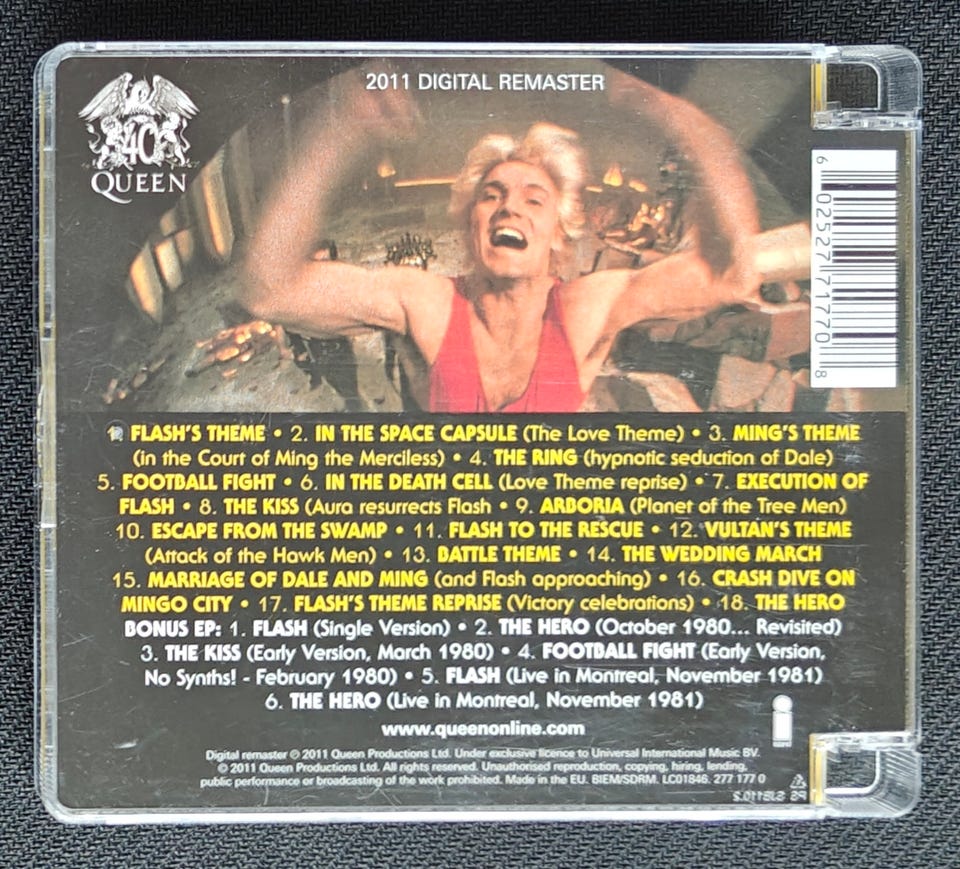 2011 DIGITAL REMASTER
40
QUEEN
6 02527 71770 8
1. FLASH'S THEME • 2. IN THE SPACE CAPSULE (The Love Theme) • 3. MING'S THEME
(in the Court of Ming the Merciless) • 4. THE RING (hypnotic seduction of Dale)
5. FOOTBALL FIGHT • 6. IN THE DEATH CELL (Love Theme reprise) • 7. EXECUTION OF
FLASH • 8. THE KISS (Aura resurrects Flash • 9. ARBORIA (Planet of the Tree Men)
10. ESCAPE FROM THE SWAMP • 11. FLASH TO THE RESCUE • 12. VULTAN'S THEME
(Attack of the Hawk Men) • 13. BATTLE THEME • 14. THE WEDDING MARCH
15. MARRIAGE OF DALE AND MING (and Flash approaching) • 16. CRASH DIVE ON
MINGO CITY • 17. FLASH'S THEME REPRISE (Victory celebrations) • 18. THE HERO
BONUS EP: 1. FLASH (Single Version) • 2. THE HERO (October 1980... Revisited)
3. THE KISS (Early Version, March 1980) • 4. FOOTBALL FIGHT (Early Version,
No Synths! - February 1980) • 5. FLASH (Live in Montreal, November 1981)
6. THE HERO (Live in Montreal, November 1981)
www.queenonline.com
Digital remaster ℗ 2011 Queen Productions Ltd. Under exclusive licence to Universal International Music BV.
© 2011 Queen Productions Ltd. All rights reserved. Unauthorised reproduction, copying, hiring, lending,
public performance or broadcasting of the work prohibited. Made in the EU. BIEM/SDRM. LC01846. 277 177 0